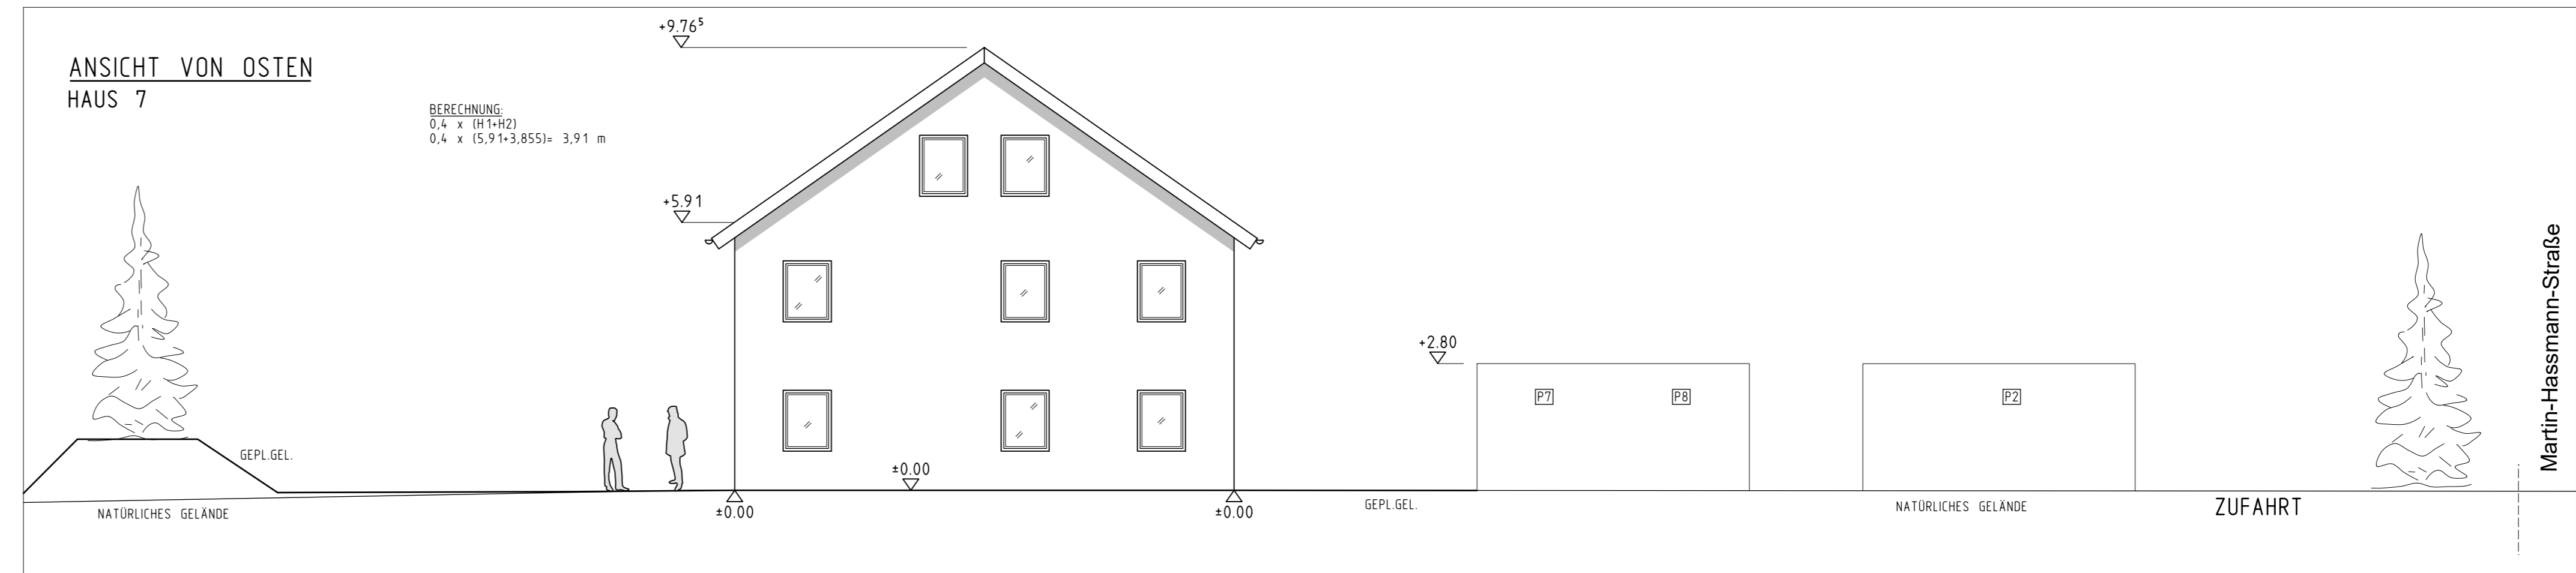 +9.76⁵
ANSICHT VON OSTEN
HAUS 7
BERECHNUNG:
0,4 x (H1+H2)
0,4 x (5,91+3,855)= 3,91 m
+5.91
+2.80
P7
P8
P2
Martin-Hassmann-Straße
GEPL.GEL.
±0.00
NATÜRLICHES GELÄNDE
±0.00
±0.00
GEPL.GEL.
NATÜRLICHES GELÄNDE
ZUFAHRT